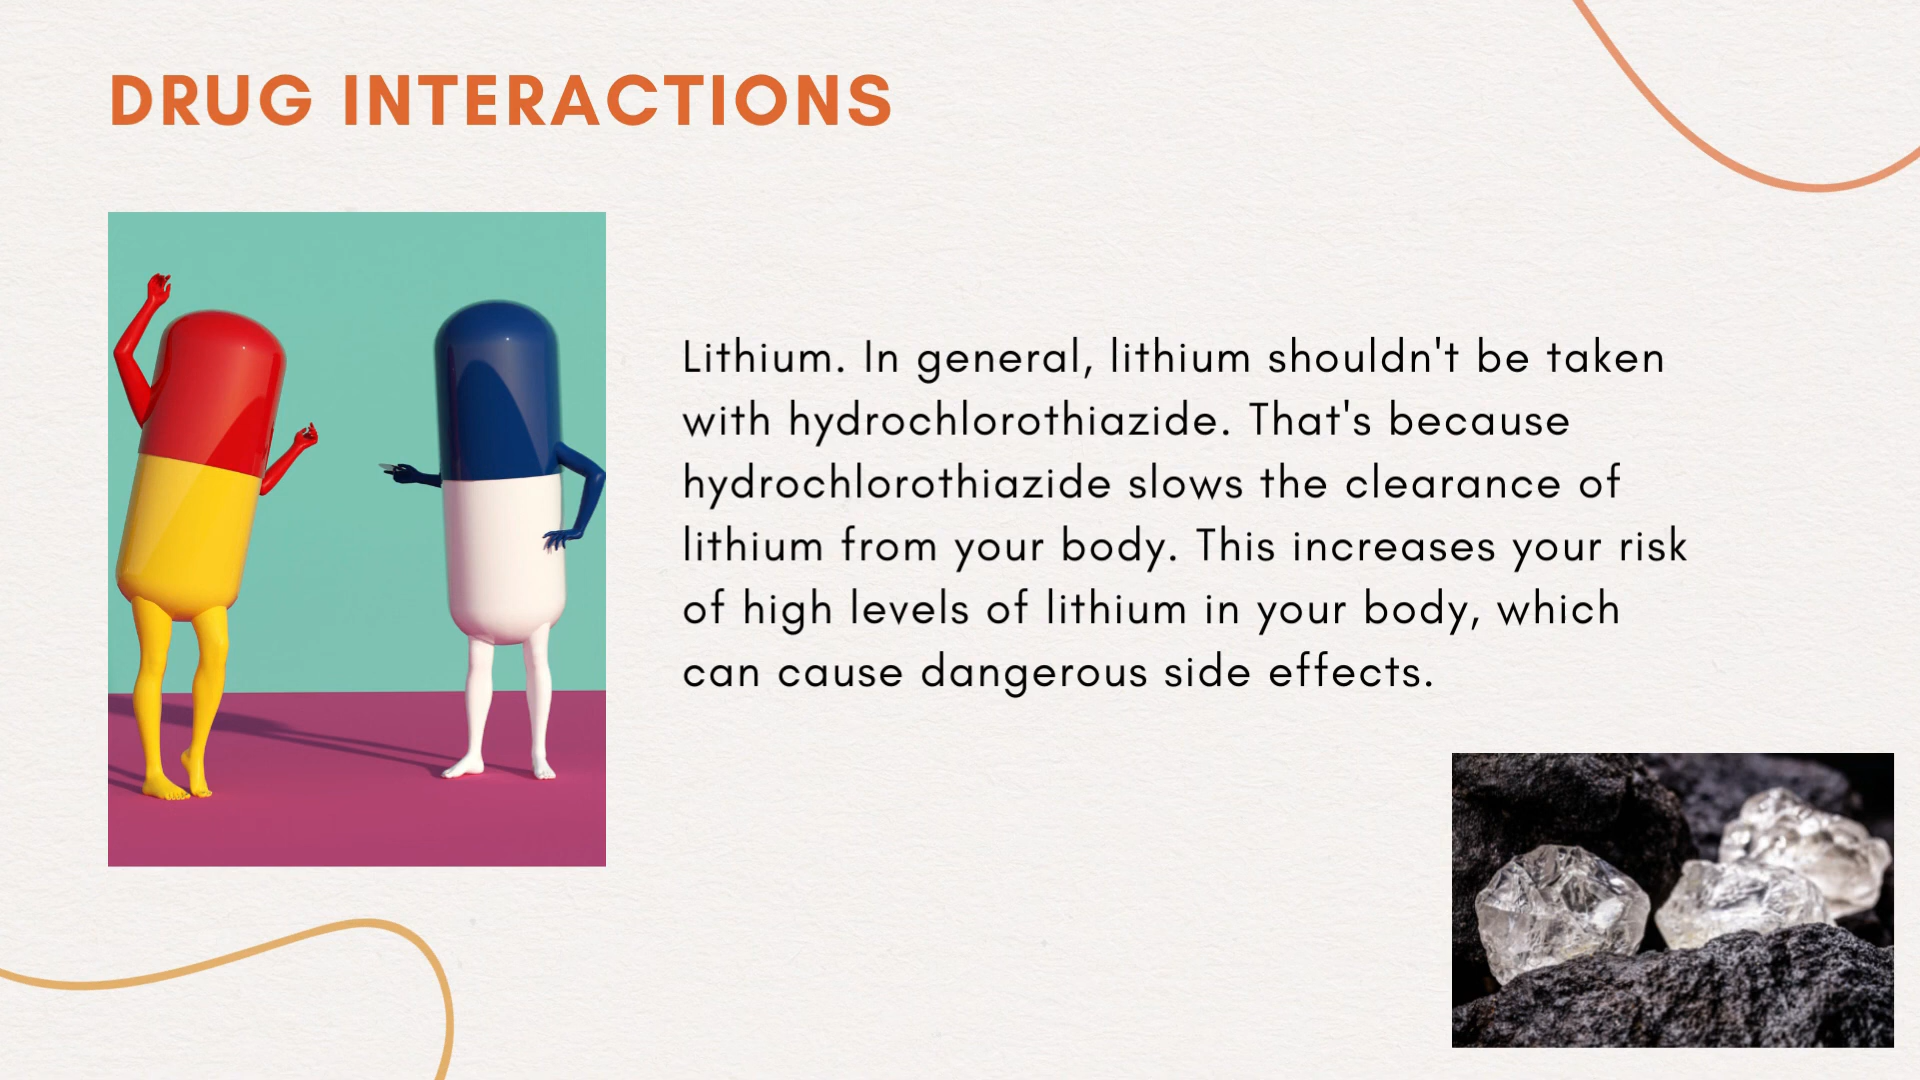 DRUG INTERACTIONS
Lithium. In general, lithium shouldn't be taken
with hydrochlorothiazide. That's because
hydrochlorothiazide slows the clearance of
lithium from your body. This increases your risk
of high levels of lithium in your body, which
can cause dangerous side effects.